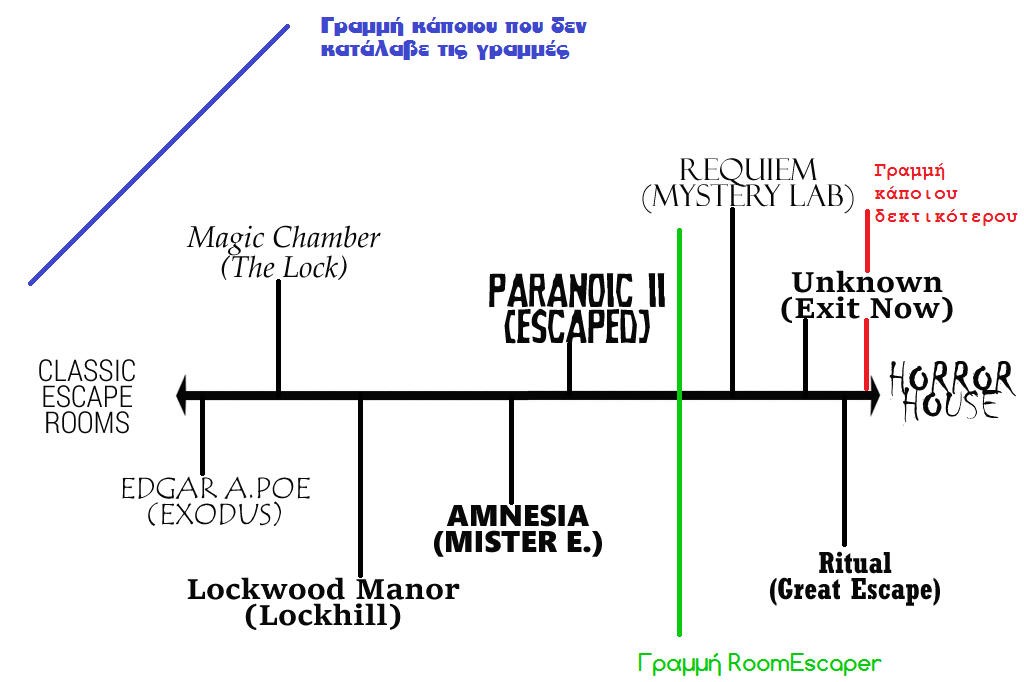 Γραμμή κάποιου που δεν
κατάλαβε τις γραμμές
REQUIEM
(MYSTERY LAB)
Γραμμή
κάποιου
δεκτικότερου
Magic Chamber
(The Lock)
PARANOIC II
(ESCAPED)
Unknown
(Exit Now)
CLASSIC
ESCAPE
ROOMS
HORROR
HOUSE
EDGAR A.POE
(EXODUS)
AMNESIA
(MISTER E.)
Ritual
(Great Escape)
Lockwood Manor
(Lockhill)
Γραμμή RoomEscaper